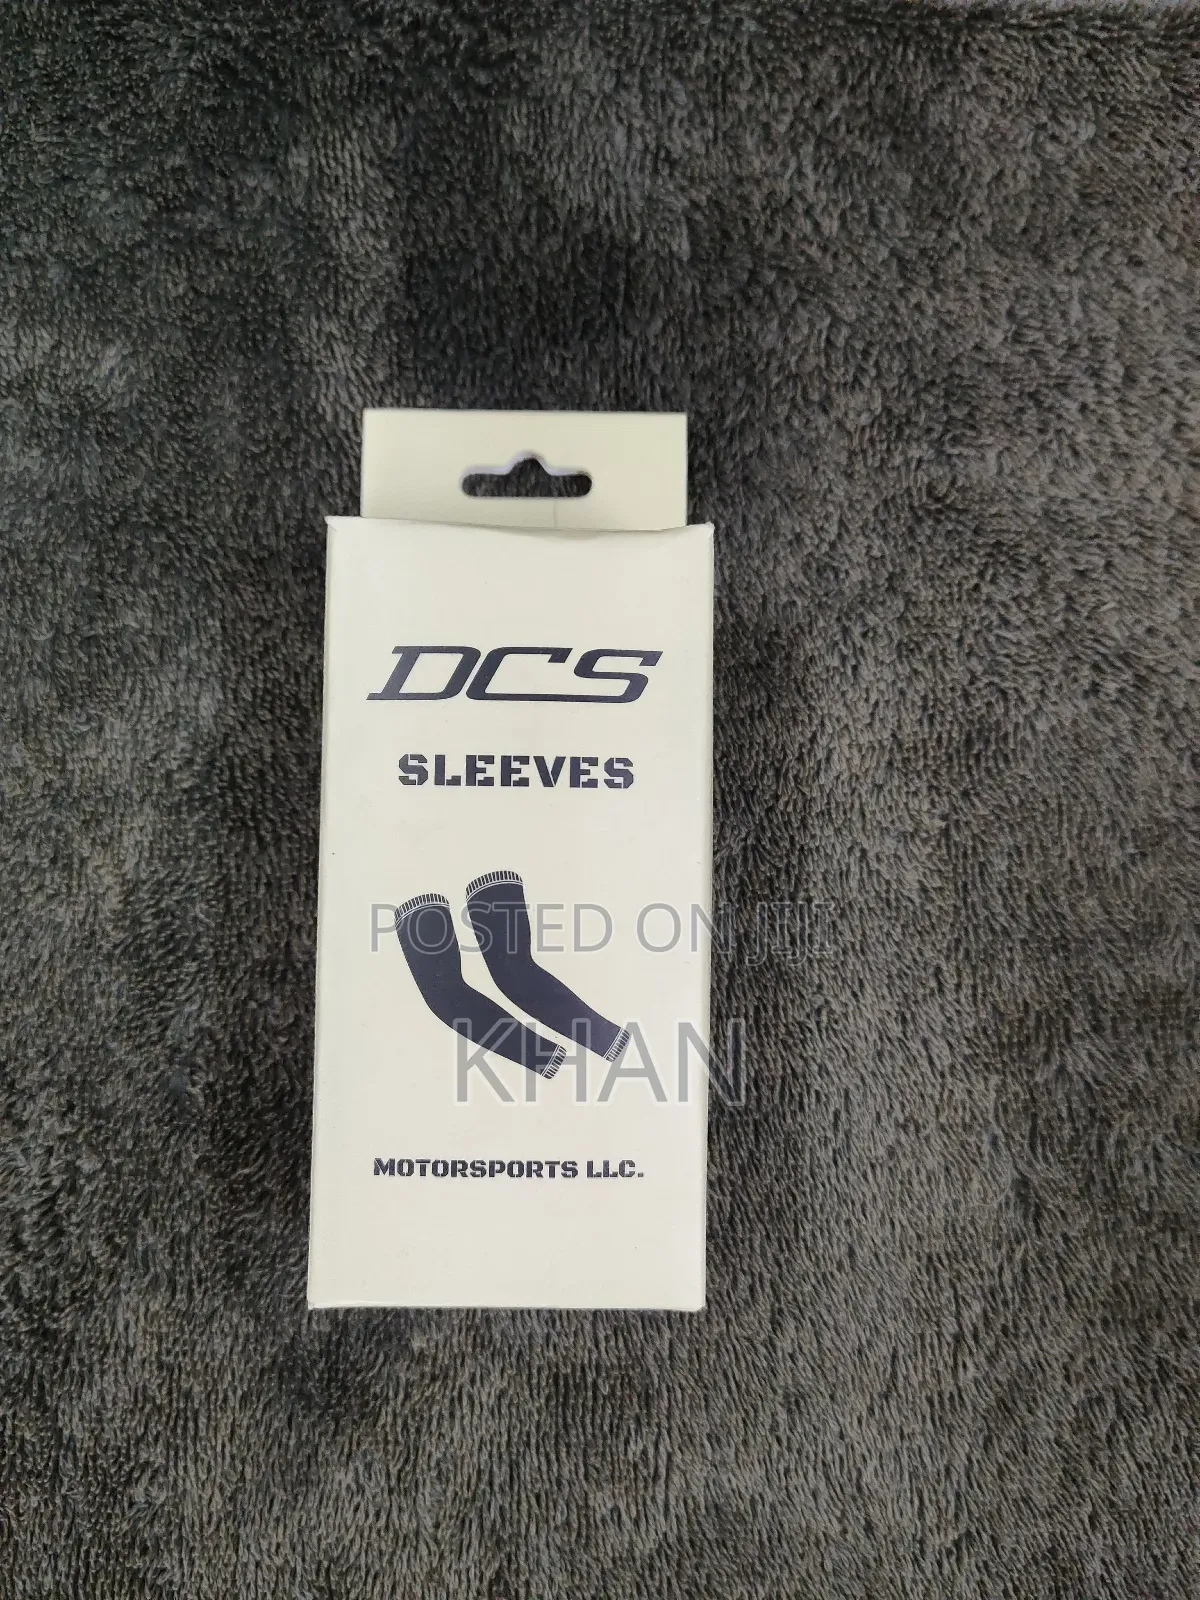 DCS
SLEEVES
POSTED ON JIJI
KHAN
MOTORSPORTS LLC.